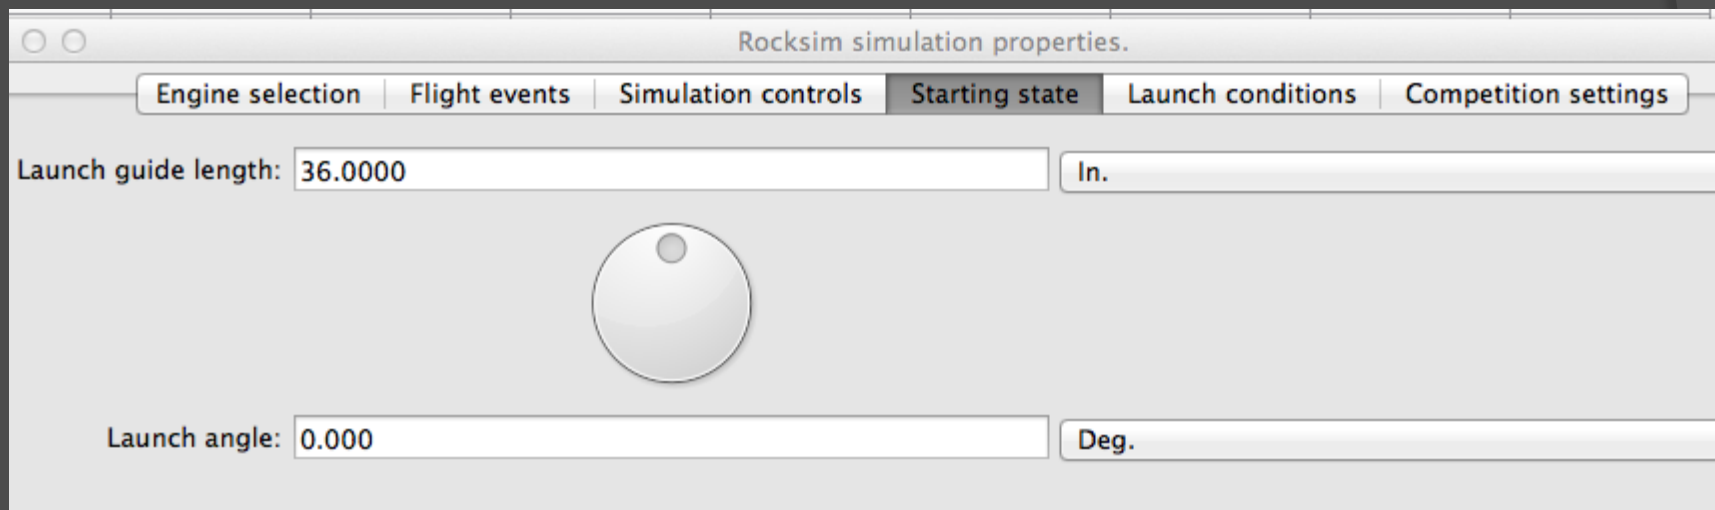 Rocksim simulation properties.
Engine selection Flight events Simulation controls Starting state Launch conditions Competition settings
Launch guide length: 36.0000 In.
Launch angle: 0.000 Deg.